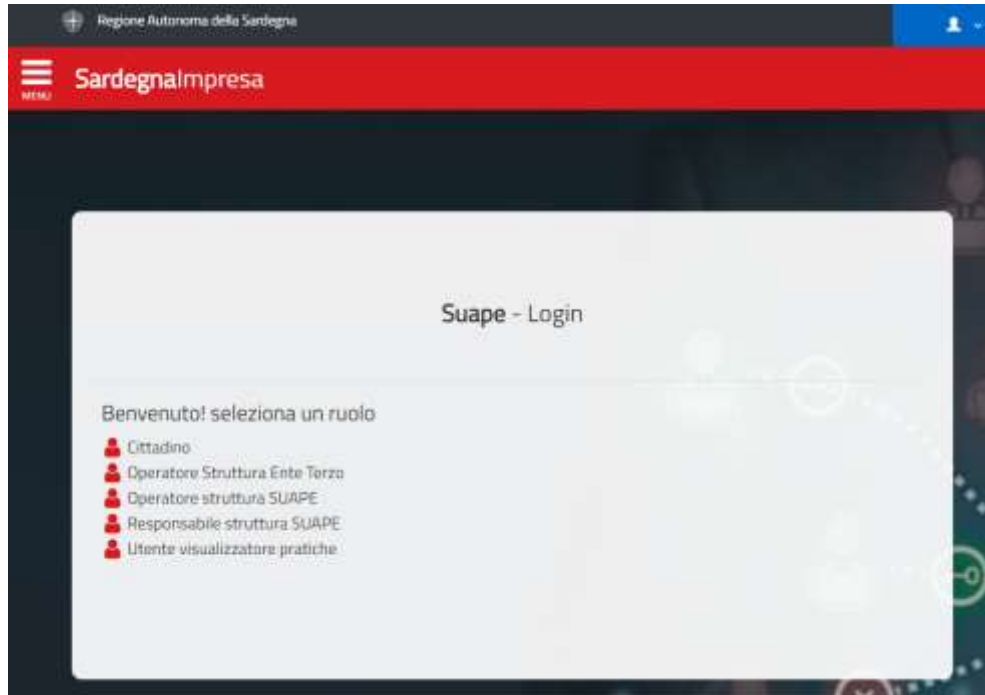 Regione Autonoma della Sardegna
MENU
SardegnaImpresa
Suape - Login
Benvenuto! seleziona un ruolo
Cittadino
Operatore Struttura Ente Terzo
Operatore struttura SUAPE
Responsabile struttura SUAPE
Utente visualizzatore pratiche